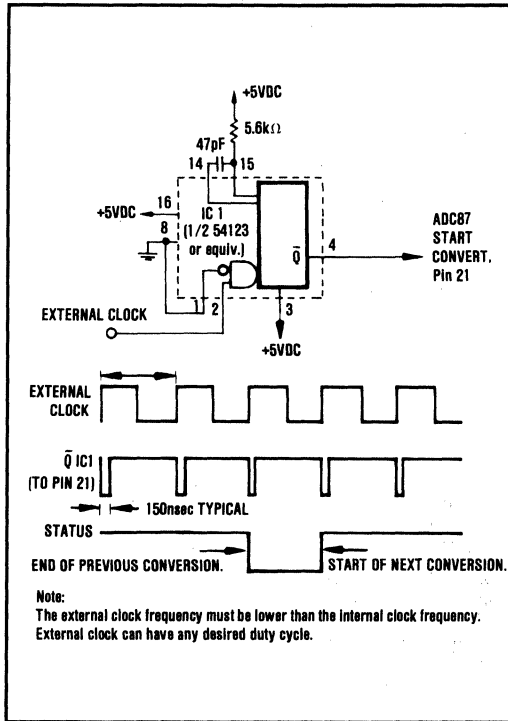 +5VDC
5.6kΩ
47pF
14
15
16
+5VDC
IC 1
8
(1/2 54123
or equiv.)
Q̅
4
ADC87
START
CONVERT,
Pin 21
1
2
3
EXTERNAL CLOCK
+5VDC
EXTERNAL
CLOCK
Q̅ IC1
(TO PIN 21)
150nsec TYPICAL
STATUS
END OF PREVIOUS CONVERSION.
START OF NEXT CONVERSION.
Note:
The external clock frequency must be lower than the internal clock frequency.
External clock can have any desired duty cycle.